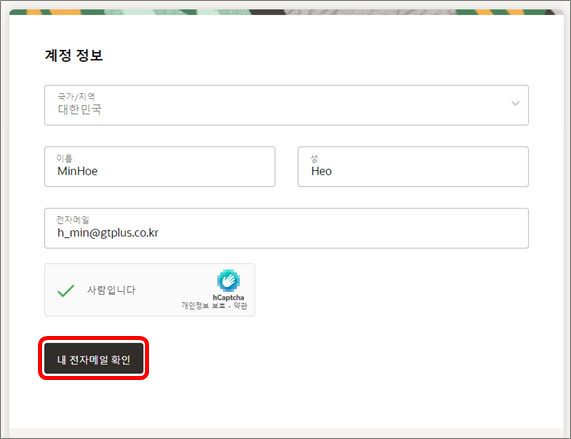 계정 정보
국가/지역
대한민국
이름
MinHoe
성
Heo
전자메일
h_min@gtplus.co.kr
사람입니다
hCaptcha
개인정보 보호 - 약관
내 전자메일 확인